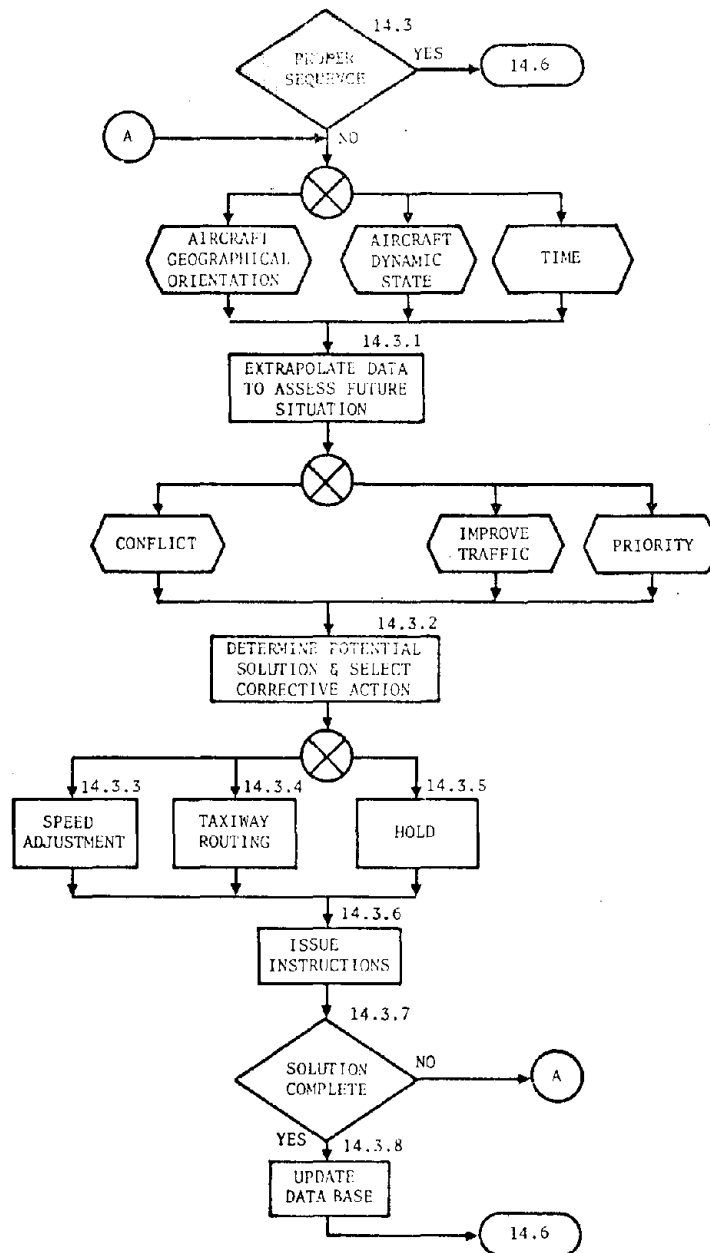 14.3
PROPER
SEQUENCE
YES
14.6
A
NO
AIRCRAFT
GEOGRAPHICAL
ORIENTATION
AIRCRAFT
DYNAMIC
STATE
TIME
14.3.1
EXTRAPOLATE DATA
TO ASSESS FUTURE
SITUATION
CONFLICT
IMPROVE
TRAFFIC
PRIORITY
14.3.2
DETERMINE POTENTIAL
SOLUTION & SELECT
CORRECTIVE ACTION
14.3.3
SPEED
ADJUSTMENT
14.3.4
TAXIWAY
ROUTING
14.3.5
HOLD
14.3.6
ISSUE
INSTRUCTIONS
14.3.7
SOLUTION
COMPLETE
NO
A
YES
14.3.8
UPDATE
DATA BASE
14.6